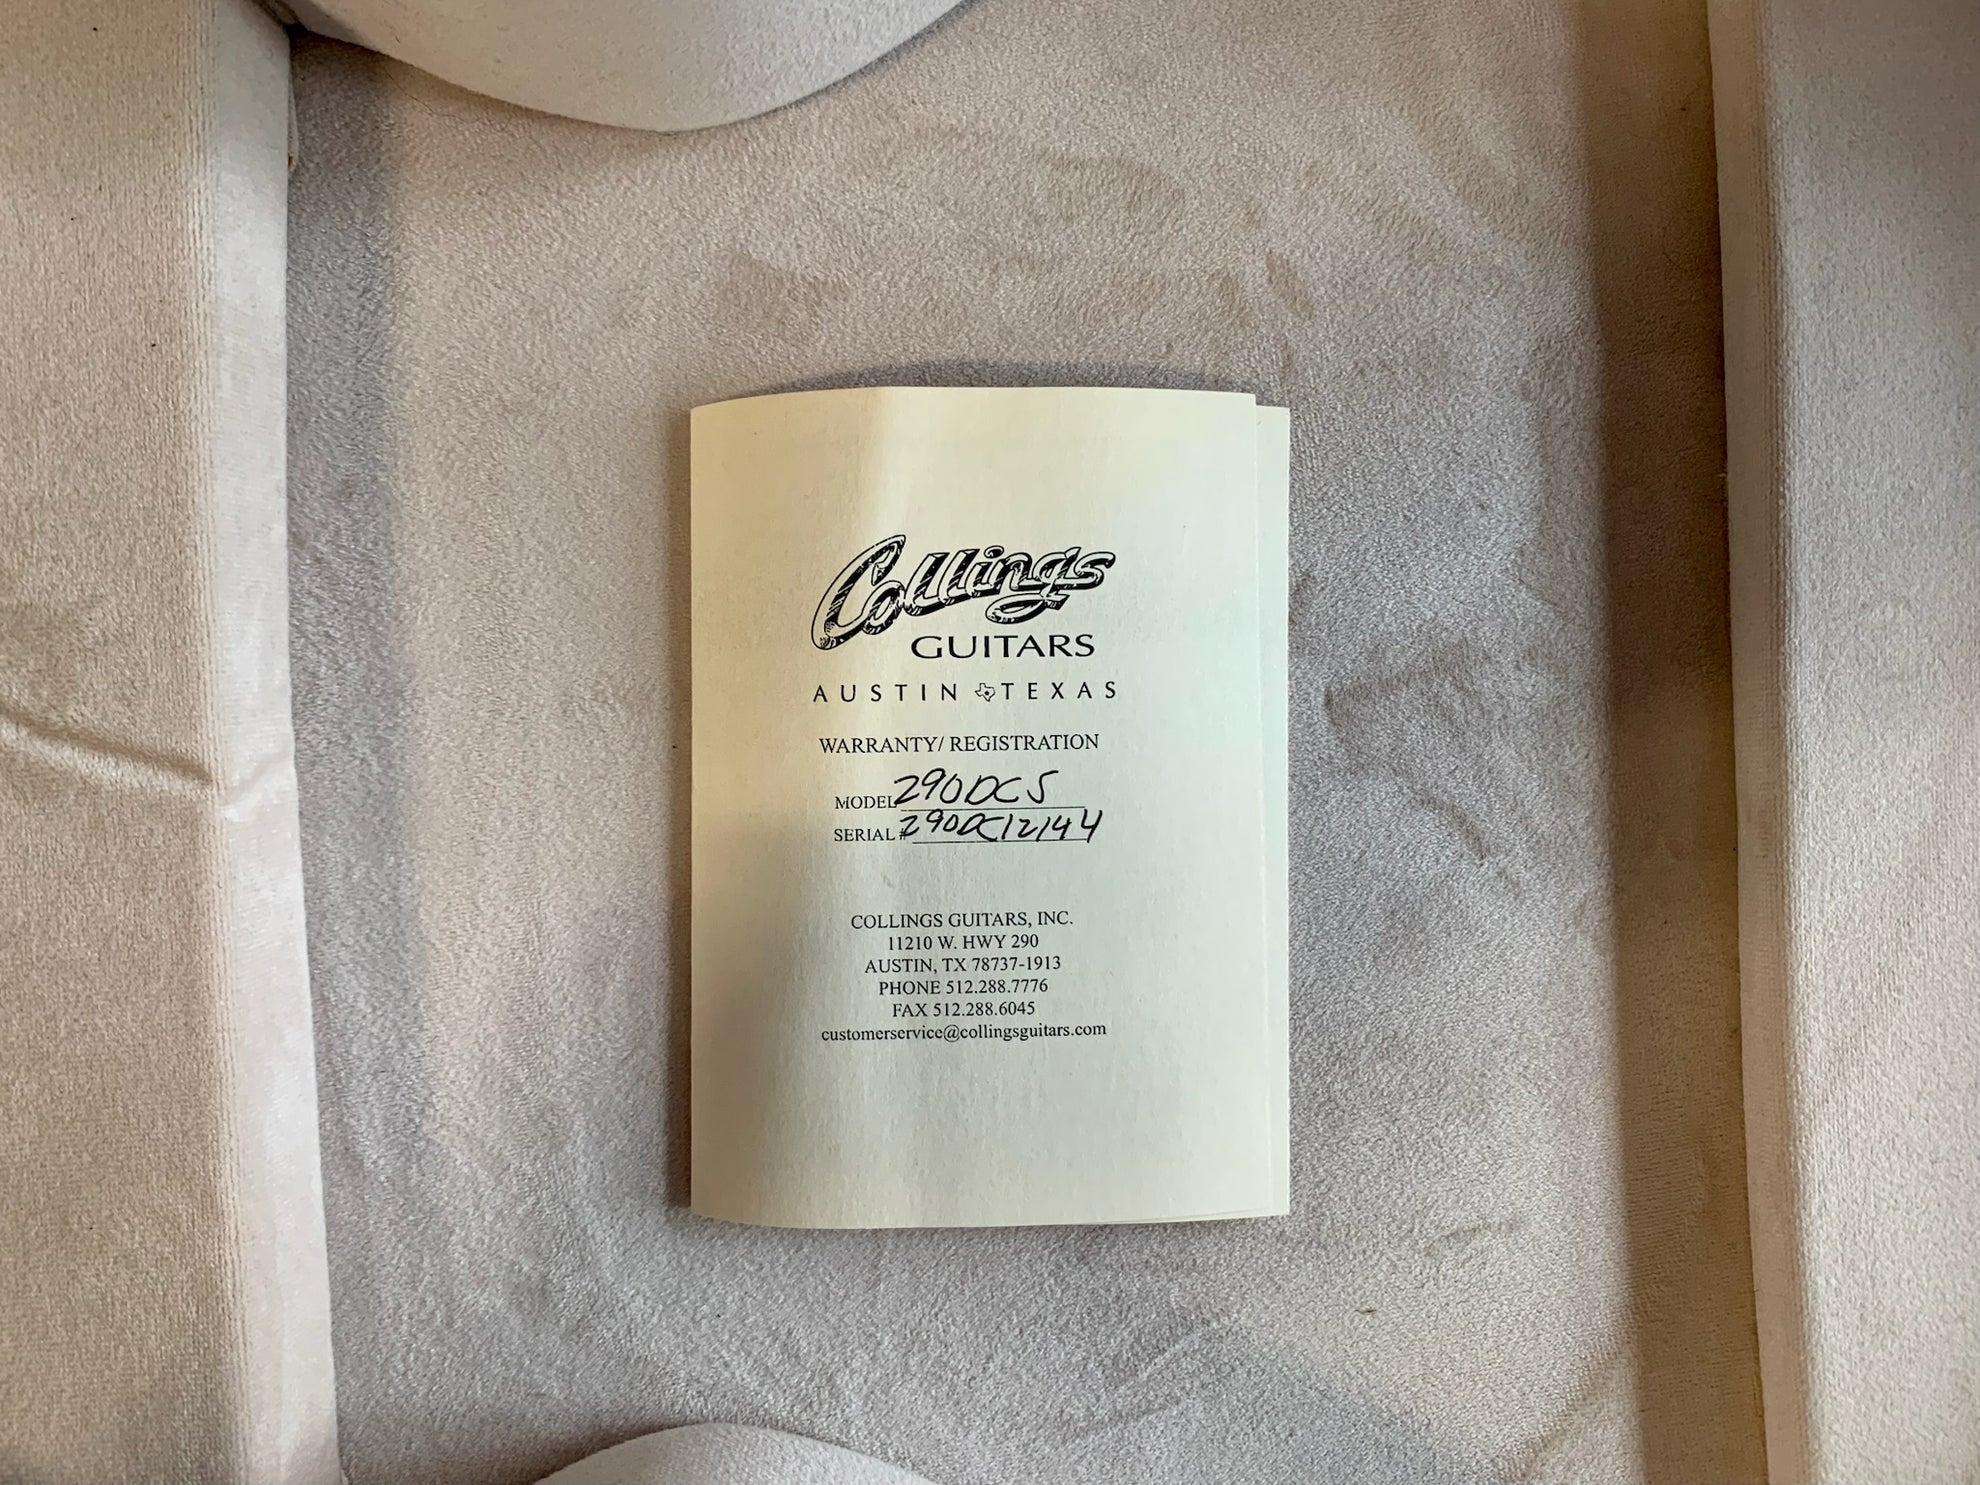 Collings
GUITARS
AUSTIN TEXAS
WARRANTY/ REGISTRATION
MODEL 290DCS
SERIAL # 290DC12144
COLLINGS GUITARS, INC.
11210 W. HWY 290
AUSTIN, TX 78737-1913
PHONE 512.288.7776
FAX 512.288.6045
customerservice@collingsguitars.com